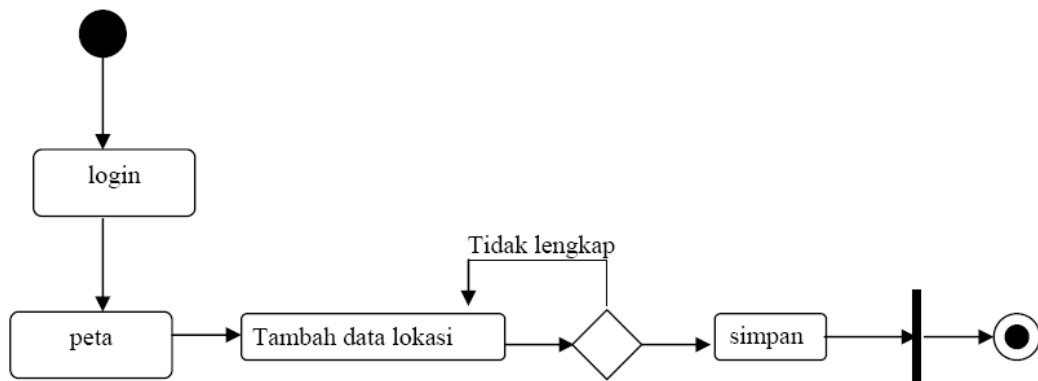 login
Tidak lengkap
peta
Tambah data lokasi
simpan